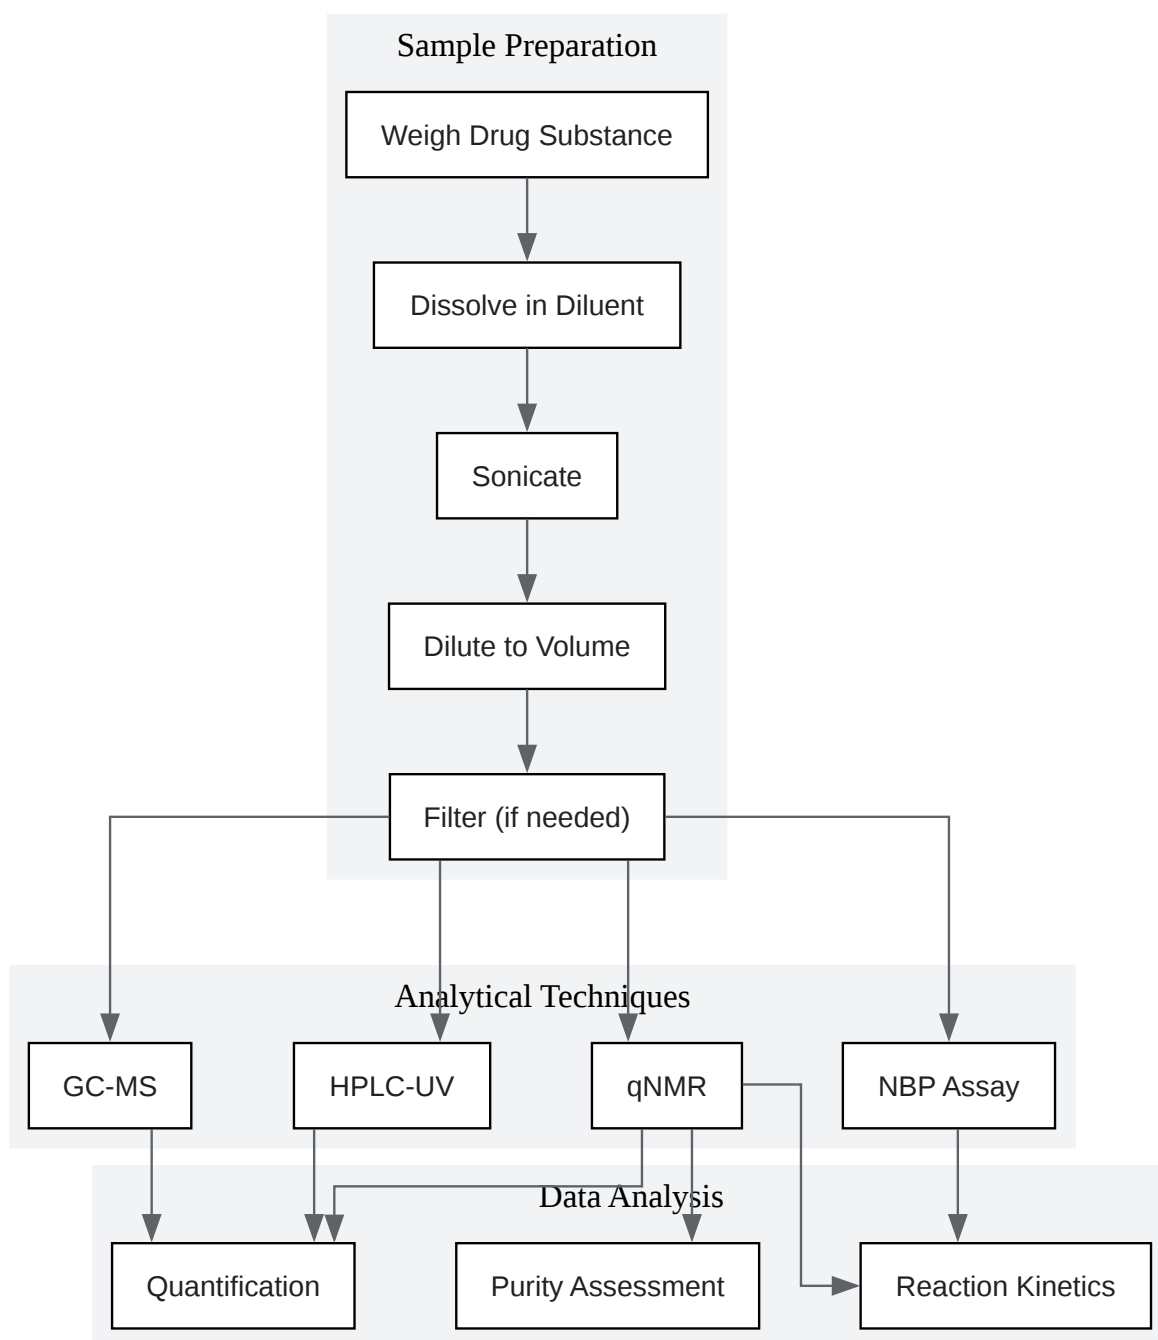 Sample Preparation
Weigh Drug Substance
Dissolve in Diluent
Sonicate
Dilute to Volume
Filter (if needed)
Analytical Techniques
GC-MS
HPLC-UV
qNMR
NBP Assay
Data Analysis
Quantification
Purity Assessment
Reaction Kinetics